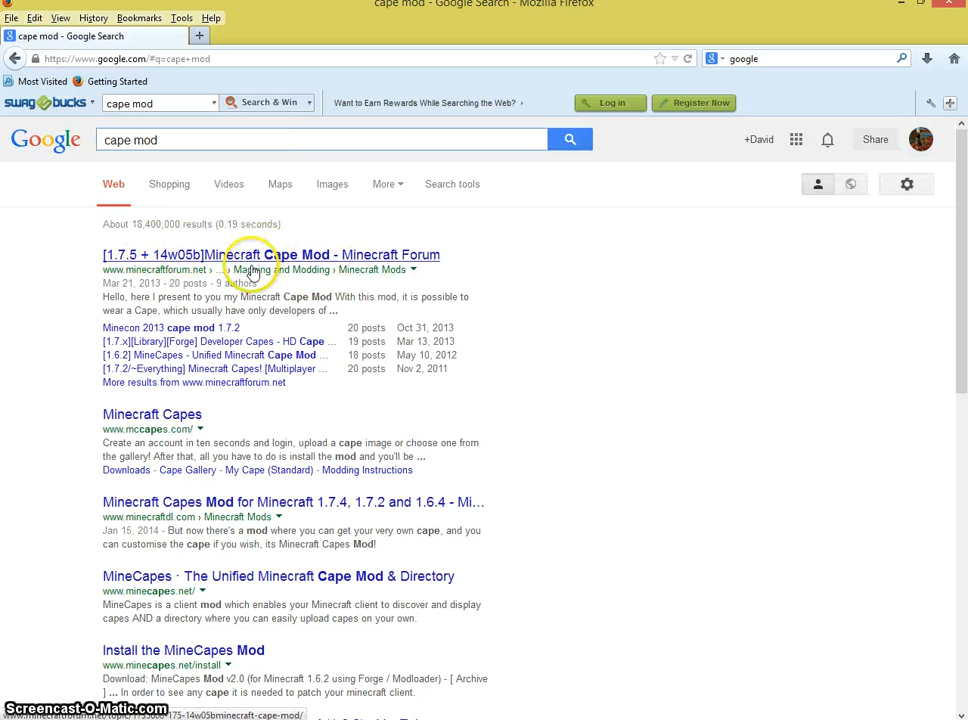 cape mod - Google Search - Mozilla Firefox
File Edit View History Bookmarks Tools Help
cape mod - Google Search
https://www.google.com/#q=cape+mod
google
Most Visited Getting Started
swagbucks cape mod Search & Win Want to Earn Rewards While Searching the Web? › Log in Register Now
Google cape mod +David Share
Web Shopping Videos Maps Images More Search tools
About 18,400,000 results (0.19 seconds)
[1.7.5 + 14w05b]Minecraft Cape Mod - Minecraft Forum
www.minecraftforum.net › ... › Mapping and Modding › Minecraft Mods
Mar 21, 2013 - 20 posts - 9 authors
Hello, here I present to you my Minecraft Cape Mod With this mod, it is possible to
wear a Cape, which usually have only developers of ...
Minecon 2013 cape mod 1.7.2 20 posts Oct 31, 2013
[1.7.x][Library][Forge] Developer Capes - HD Cape ... 19 posts Mar 13, 2013
[1.6.2] MineCapes - Unified Minecraft Cape Mod ... 18 posts May 10, 2012
[1.7.2/~Everything] Minecraft Capes! [Multiplayer ... 20 posts Nov 2, 2011
More results from www.minecraftforum.net
Minecraft Capes
www.mccapes.com/
Create an account in ten seconds and login, upload a cape image or choose one from
the gallery! After that, all you have to do is install the mod and you'll be ...
Downloads - Cape Gallery - My Cape (Standard) - Modding Instructions
Minecraft Capes Mod for Minecraft 1.7.4, 1.7.2 and 1.6.4 - Mi...
www.minecraftdl.com › Minecraft Mods
Jan 15, 2014 - But now there's a mod where you can get your very own cape, and you
can customise the cape if you wish, its Minecraft Capes Mod!
MineCapes · The Unified Minecraft Cape Mod & Directory
www.minecapes.net/
MineCapes is a client mod which enables your Minecraft client to discover and display
capes AND a directory where you can easily upload capes on your own.
Install the MineCapes Mod
www.minecapes.net/install
Download: MineCapes Mod v2.0 (for Minecraft 1.6.2 using Forge / Modloader) - [ Archive
] ... In order to see any cape it is needed to patch your minecraft client.
Screencast-O-Matic.com